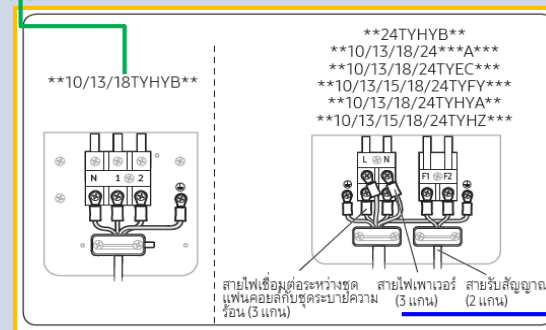 **10/13/18TYHYB**
N 1 2
**24TYHYB**
**10/13/18/24***A***
**10/13/18/24TYEC***
**10/13/15/18/24TYFY***
**10/13/18/24TYHYA**
**10/13/15/18/24TYHZ***
L N
F1 F2
สายไฟเชื่อมต่อระหว่างชุด
แฟนคอยล์กับชุดระบายความ
ร้อน (3 แกน)
สายไฟเพาเวอร์
(3 แกน)
สายรับสัญญาณ
(2 แกน)